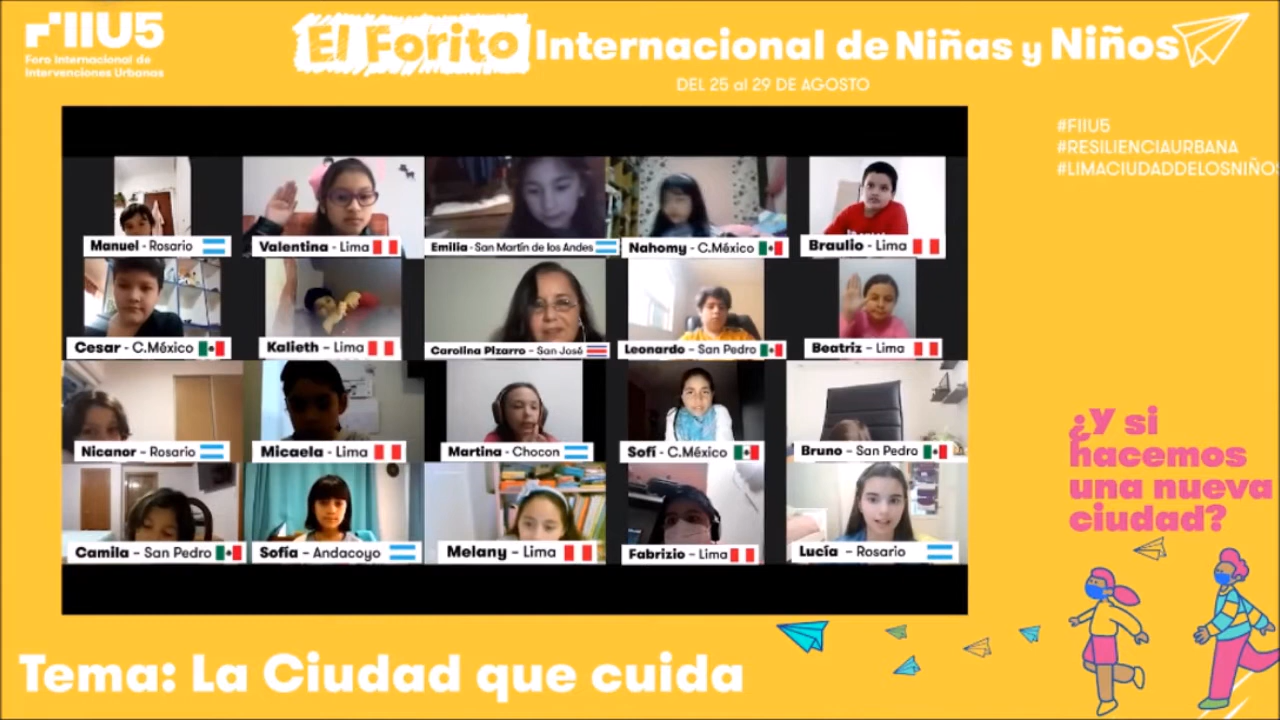 FIIU5
Foro Internacional de
Intervenciones Urbanas
El Forito Internacional de Niñas y Niños
DEL 25 al 29 DE AGOSTO
#FIIU5
#RESILIENCIAURBANA
#LIMACIUDADDELOSNIÑOS
Manuel - Rosario
Valentina - Lima
Emilia - San Martín de los Andes
Nahomy - C.México
Braulio - Lima
Cesar - C.México
Kalieth - Lima
Carolina Pizarro - San José
Leonardo - San Pedro
Beatriz - Lima
Nicanor - Rosario
Micaela - Lima
Martina - Chocon
Sofí - C.México
Bruno - San Pedro
Camila - San Pedro
Sofía - Andacoyo
Melany - Lima
Fabrizio - Lima
Lucía - Rosario
¿Y si
hacemos
una nueva
ciudad?
Tema: La Ciudad que cuida